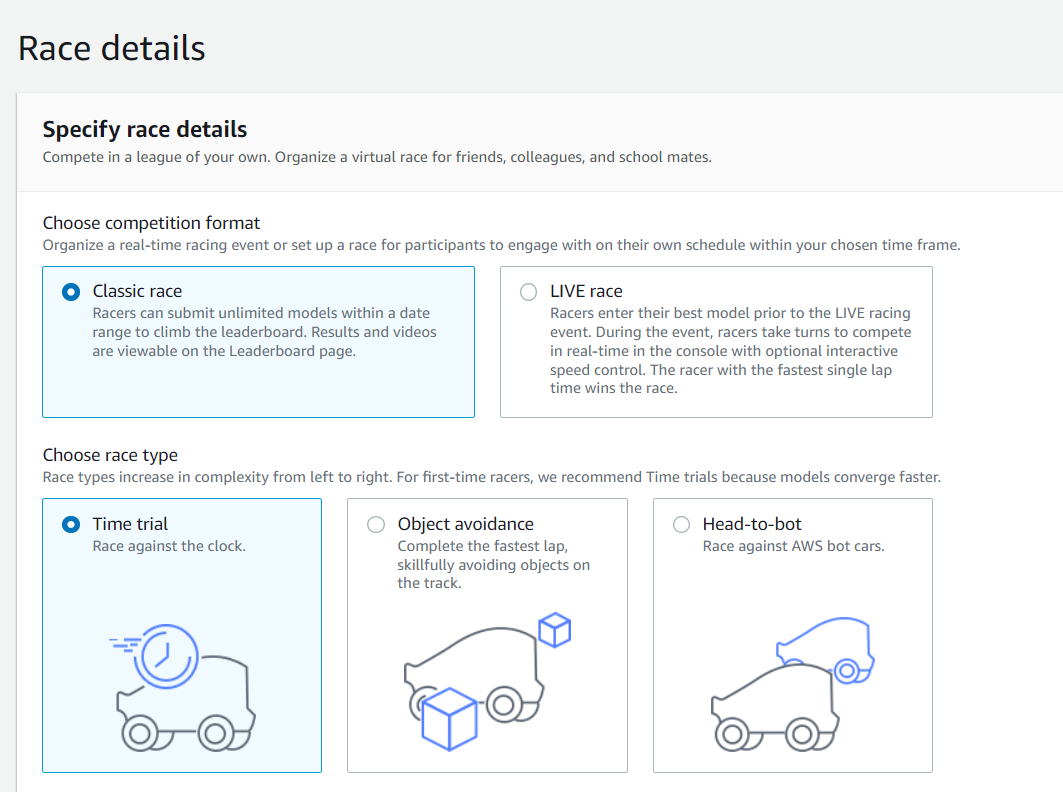 Race details
Specify race details
Compete in a league of your own. Organize a virtual race for friends, colleagues, and school mates.
Choose competition format
Organize a real-time racing event or set up a race for participants to engage with on their own schedule within your chosen time frame.
Classic race
Racers can submit unlimited models within a date
range to climb the leaderboard. Results and videos
are viewable on the Leaderboard page.
LIVE race
Racers enter their best model prior to the LIVE racing
event. During the event, racers take turns to compete
in real-time in the console with optional interactive
speed control. The racer with the fastest single lap
time wins the race.
Choose race type
Race types increase in complexity from left to right. For first-time racers, we recommend Time trials because models converge faster.
Time trial
Race against the clock.
Object avoidance
Complete the fastest lap,
skillfully avoiding objects on
the track.
Head-to-bot
Race against AWS bot cars.